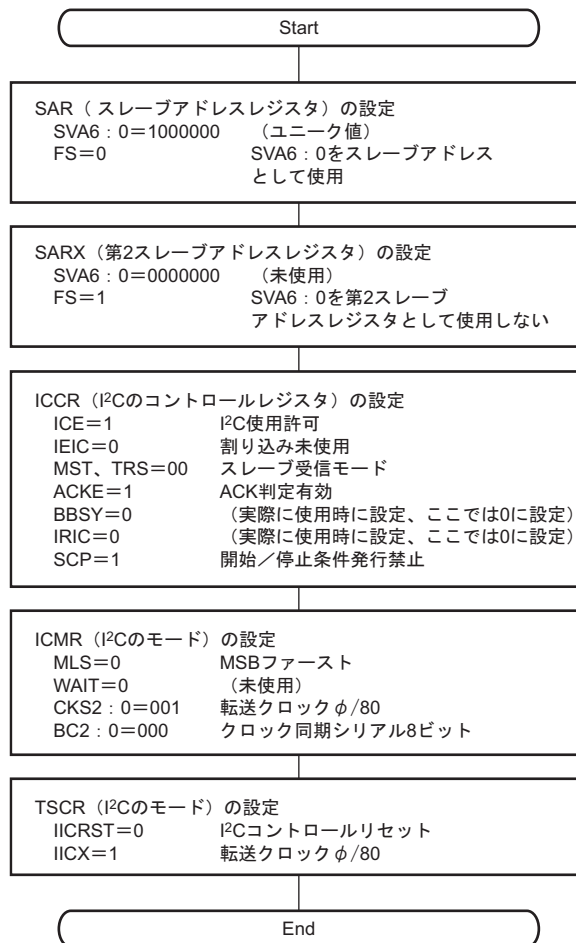 Start
SAR（ スレーブアドレスレジスタ）の設定
SVA6：0＝1000000　（ユニーク値）
FS＝0　SVA6：0をスレーブアドレス
として使用
SARX（第2スレーブアドレスレジスタ）の設定
SVA6：0＝0000000　（未使用）
FS＝1　SVA6：0を第2スレーブ
アドレスレジスタとして使用しない
ICCR（I²Cのコントロールレジスタ）の設定
ICE＝1　I²C使用許可
IEIC＝0　割り込み未使用
MST、TRS＝00　スレーブ受信モード
ACKE＝1　ACK判定有効
BBSY＝0　（実際に使用時に設定、ここでは0に設定）
IRIC＝0　（実際に使用時に設定、ここでは0に設定）
SCP＝1　開始／停止条件発行禁止
ICMR（I²Cのモード）の設定
MLS＝0　MSBファースト
WAIT＝0　（未使用）
CKS2：0＝001　転送クロックφ/80
BC2：0＝000　クロック同期シリアル8ビット
TSCR（I²Cのモード）の設定
IICRST＝0　I²Cコントロールリセット
IICX＝1　転送クロックφ/80
End